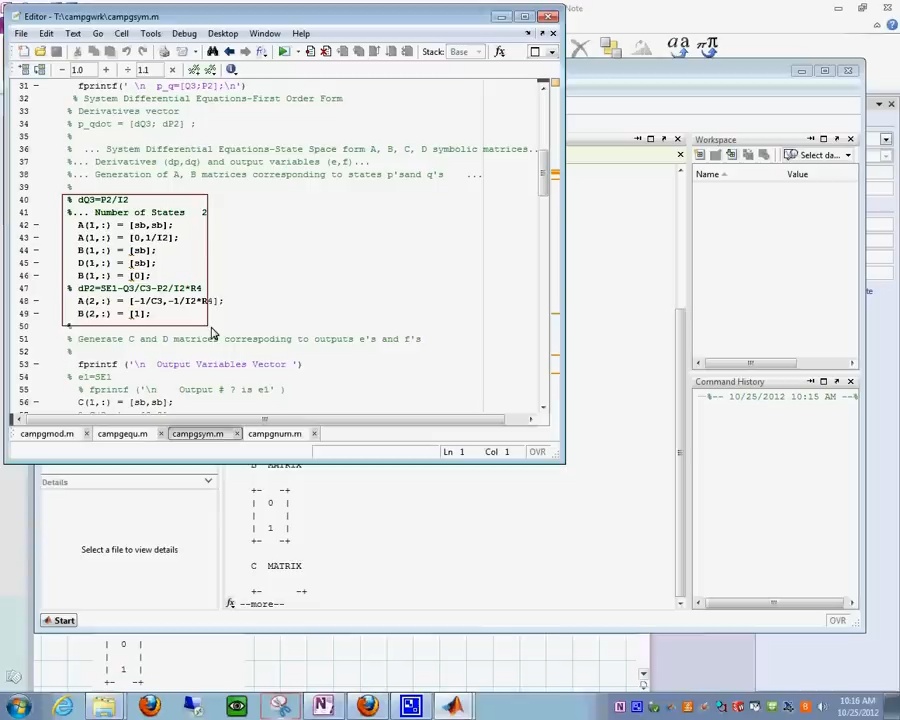 Note
Editor - T:\campgwrk\campgsym.m
File Edit Text Go Cell Tools Debug Desktop Window Help
Stack: Base
1.0 1.1
31 fprintf(' \n p_q=[Q3;P2];\n')
32 % System Differential Equations-First Order Form
33 % Derivatives vector
34 % p_qdot = [dQ3; dP2] ;
35 %
36 % ... System Differential Equations-State Space form A, B, C, D symbolic matrices...
37 %... Derivatives (dp,dq) and output variables (e,f)...
38 %... Generation of A, B matrices corresponding to states p'sand q's ...
39 %
40 % dQ3=P2/I2
41 %... Number of States 2
42 A(1,:) = [sb,sb];
43 A(1,:) = [0,1/I2];
44 B(1,:) = [sb];
45 D(1,:) = [sb];
46 B(1,:) = [0];
47 % dP2=SE1-Q3/C3-P2/I2*R4
48 A(2,:) = [-1/C3,-1/I2*R4];
49 B(2,:) = [1];
50 %
51 % Generate C and D matrices correspoding to outputs e's and f's
52 %
53 fprintf ('\n Output Variables Vector ')
54 % e1=SE1
55 % fprintf ('\n Output # ? is e1' )
56 C(1,:) = [sb,sb];
campgmod.m campgequ.m campgsym.m campgnum.m
Ln 1 Col 1 OVR
Workspace
Select da...
Name Value
Command History
%-- 10/25/2012 10:15 AM --%
Details
Select a file to view details
MATRIX
+- -+
| 0 |
| |
| 1 |
+- -+
C MATRIX
+- -+
fx --more--
Start
OVR
| 0 |
| |
| 1 |
+- -+
10:16 AM
10/25/2012